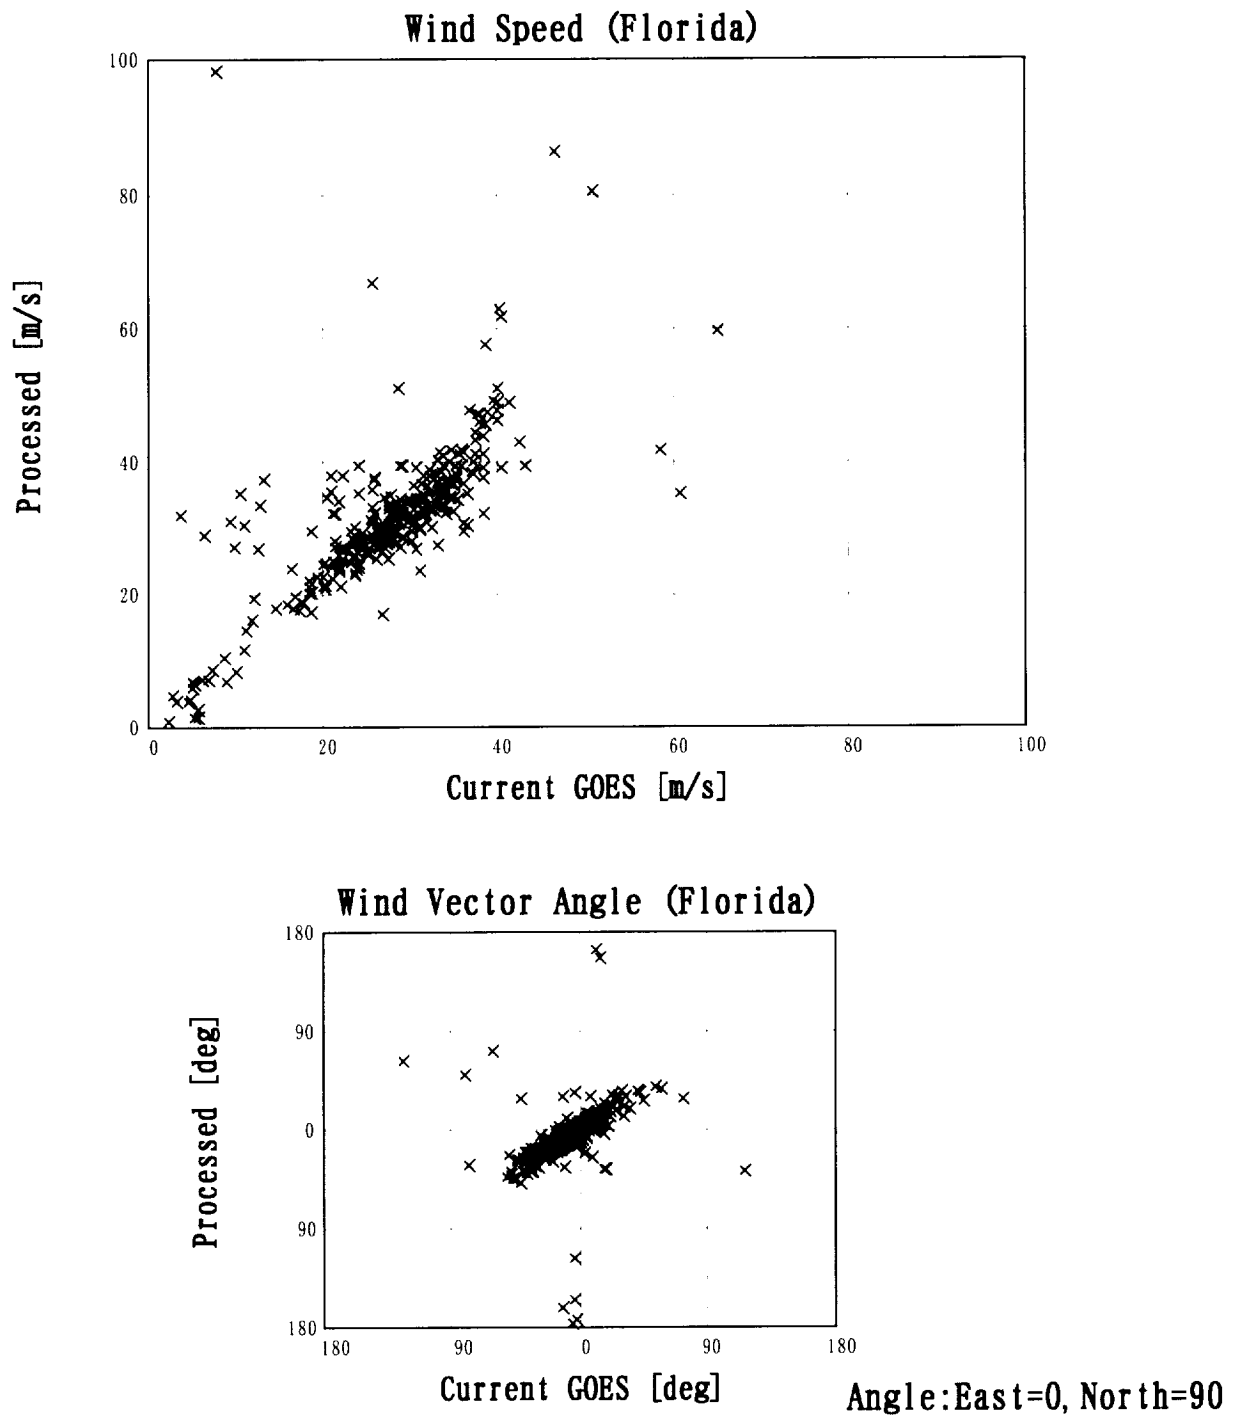 Wind Speed (Florida)
100
80
60
40
20
0
Processed [m/s]
0 20 40 60 80 100
Current GOES [m/s]
Wind Vector Angle (Florida)
180
90
0
90
180
Processed [deg]
180 90 0 90 180
Current GOES [deg]
Angle:East=0, North=90